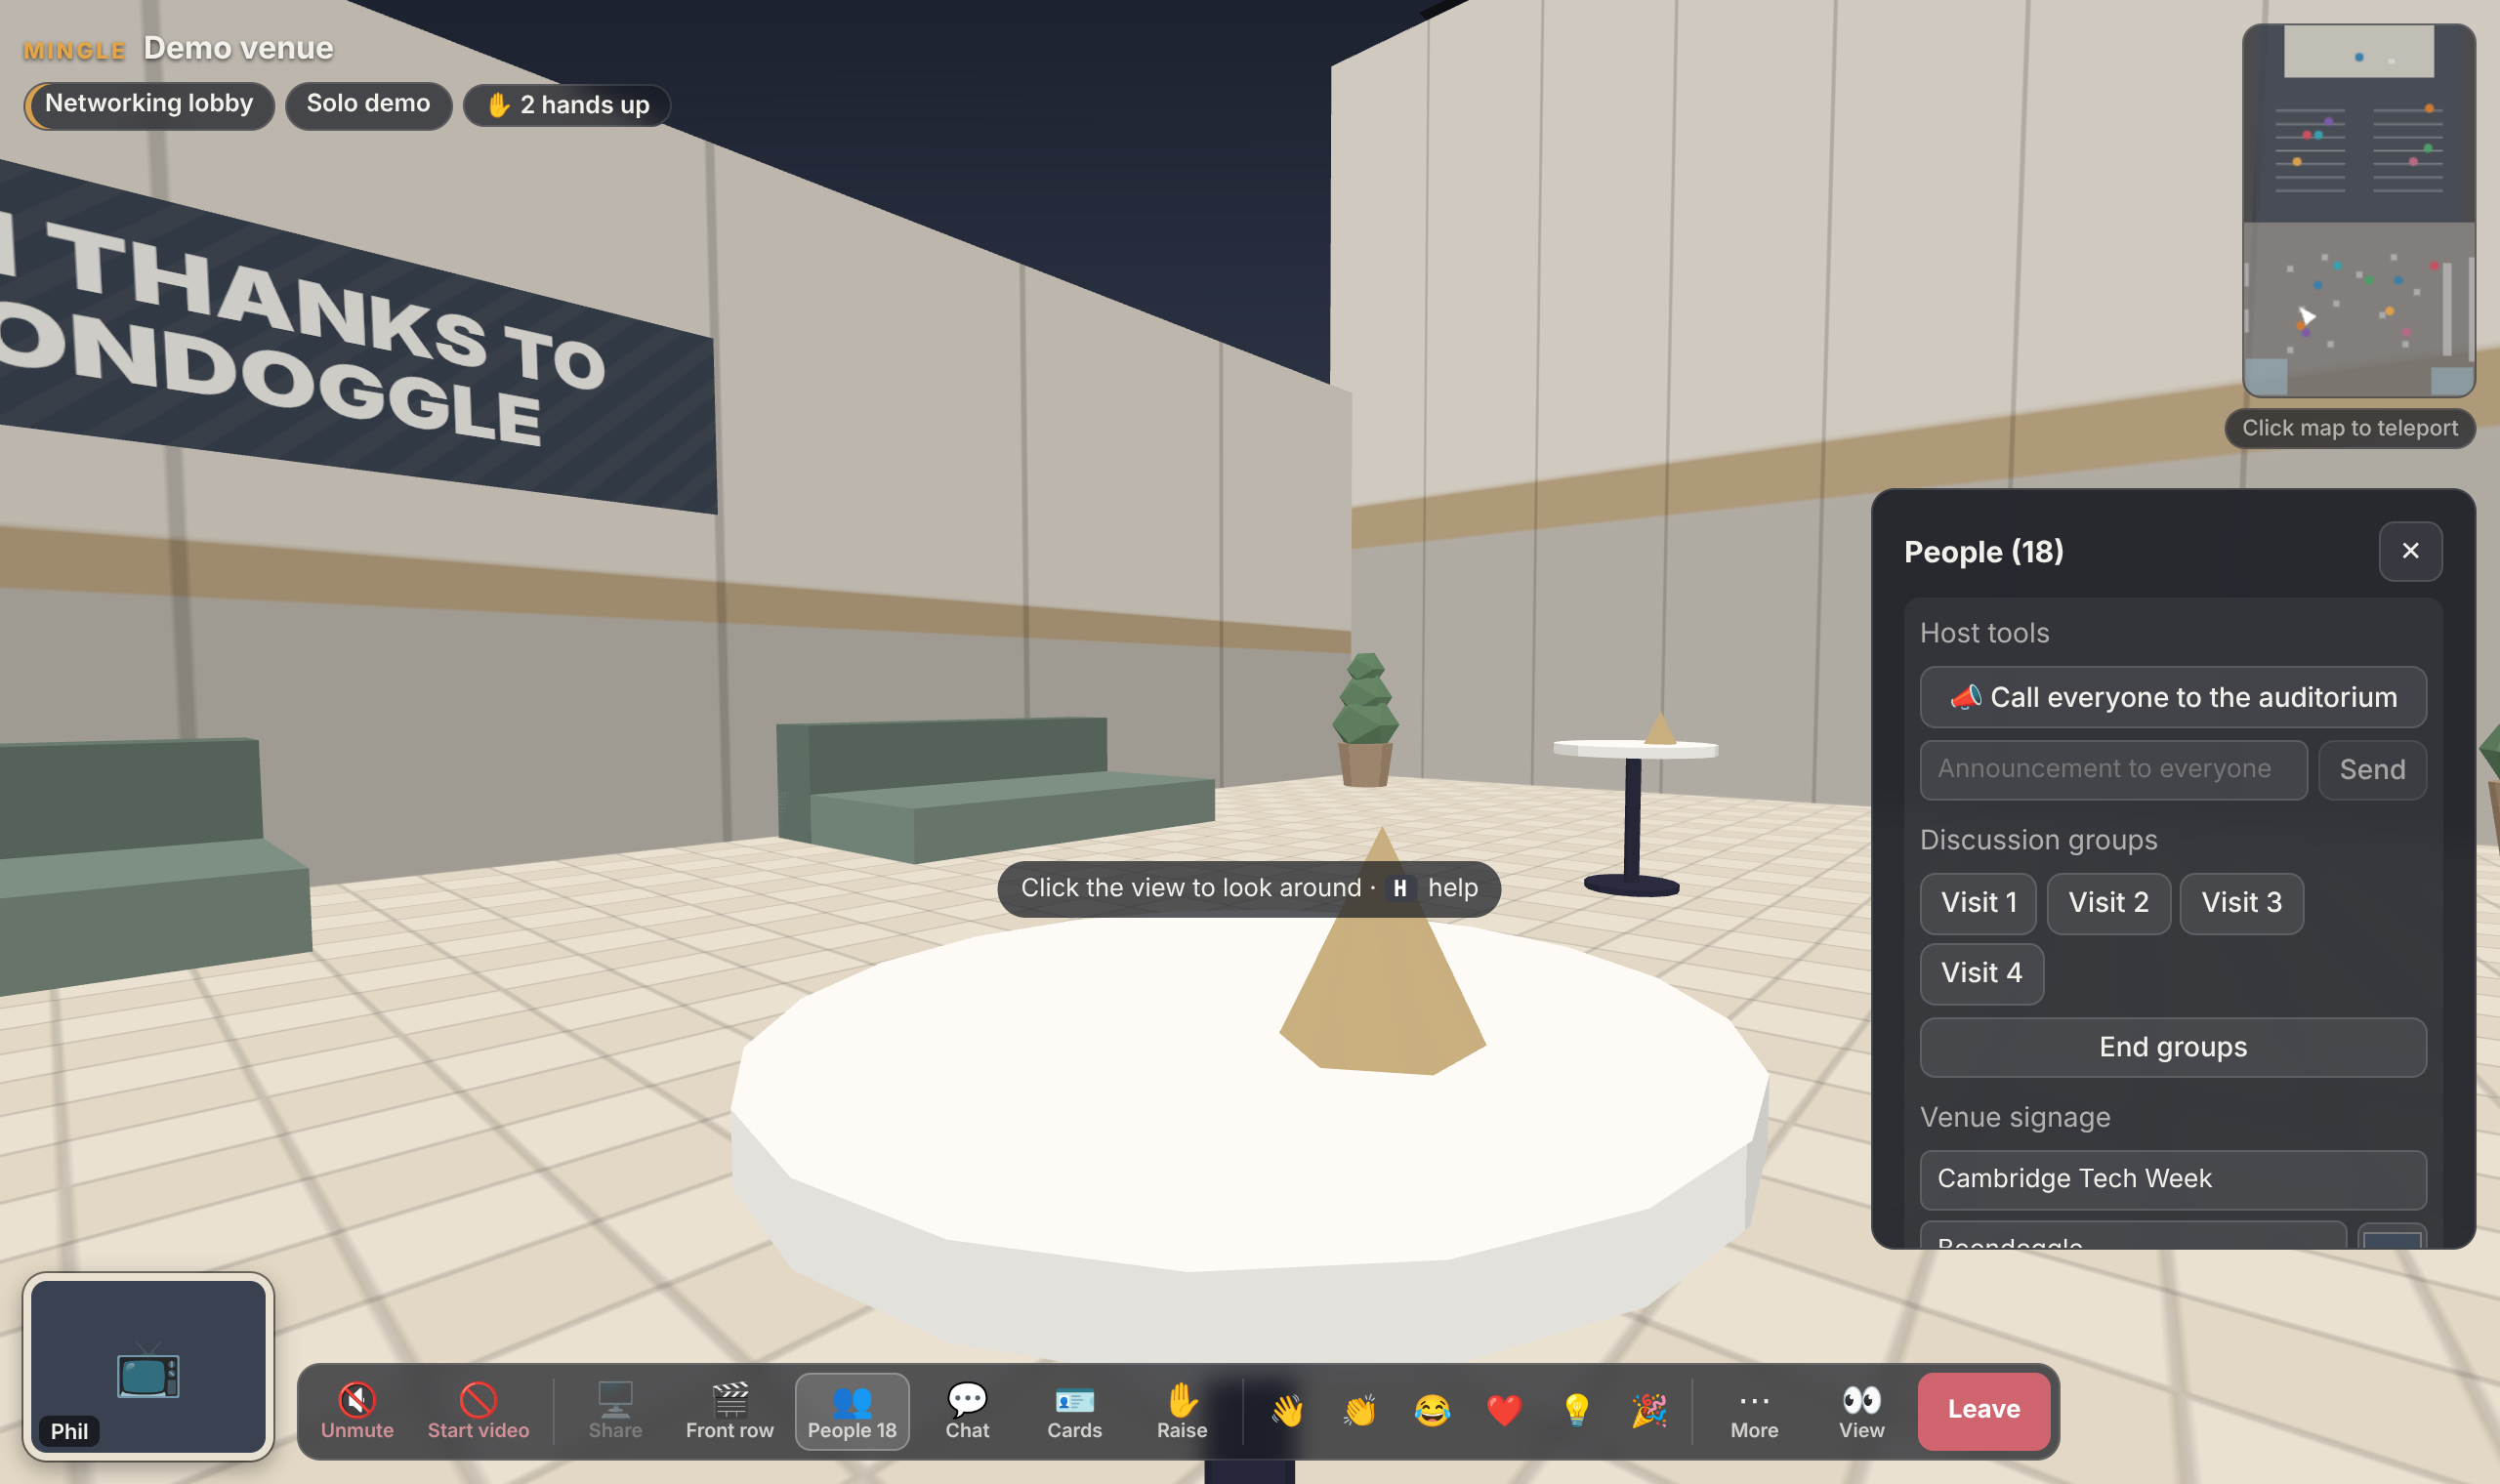 MINGLE Demo venue
Networking lobby
Solo demo
✋ 2 hands up
THANKS TO
ONDOGGLE
Click map to teleport
People (18)
Host tools
📣 Call everyone to the auditorium
Announcement to everyone
Send
Discussion groups
Visit 1
Visit 2
Visit 3
Visit 4
End groups
Venue signage
Cambridge Tech Week
Boondoggle
Click the view to look around · H help
Phil
Unmute
Start video
Share
Front row
People 18
Chat
Cards
Raise
More
View
Leave